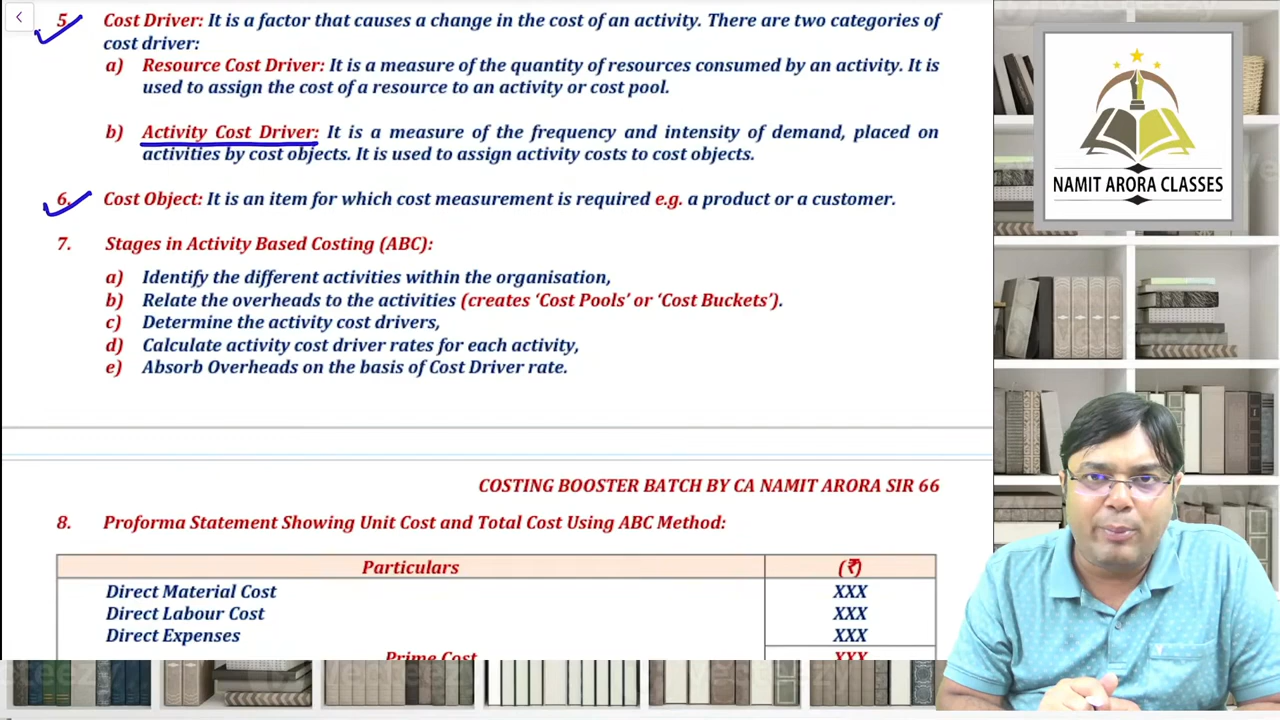 5. Cost Driver: It is a factor that causes a change in the cost of an activity. There are two categories of
cost driver:
a) Resource Cost Driver: It is a measure of the quantity of resources consumed by an activity. It is
used to assign the cost of a resource to an activity or cost pool.
b) Activity Cost Driver: It is a measure of the frequency and intensity of demand, placed on
activities by cost objects. It is used to assign activity costs to cost objects.
6. Cost Object: It is an item for which cost measurement is required e.g. a product or a customer.
7. Stages in Activity Based Costing (ABC):
a) Identify the different activities within the organisation,
b) Relate the overheads to the activities (creates ‘Cost Pools’ or ‘Cost Buckets’).
c) Determine the activity cost drivers,
d) Calculate activity cost driver rates for each activity,
e) Absorb Overheads on the basis of Cost Driver rate.
COSTING BOOSTER BATCH BY CA NAMIT ARORA SIR 66
8. Proforma Statement Showing Unit Cost and Total Cost Using ABC Method:
Particulars (₹)
Direct Material Cost XXX
Direct Labour Cost XXX
Direct Expenses XXX
Prime Cost XXX
NAMIT ARORA CLASSES